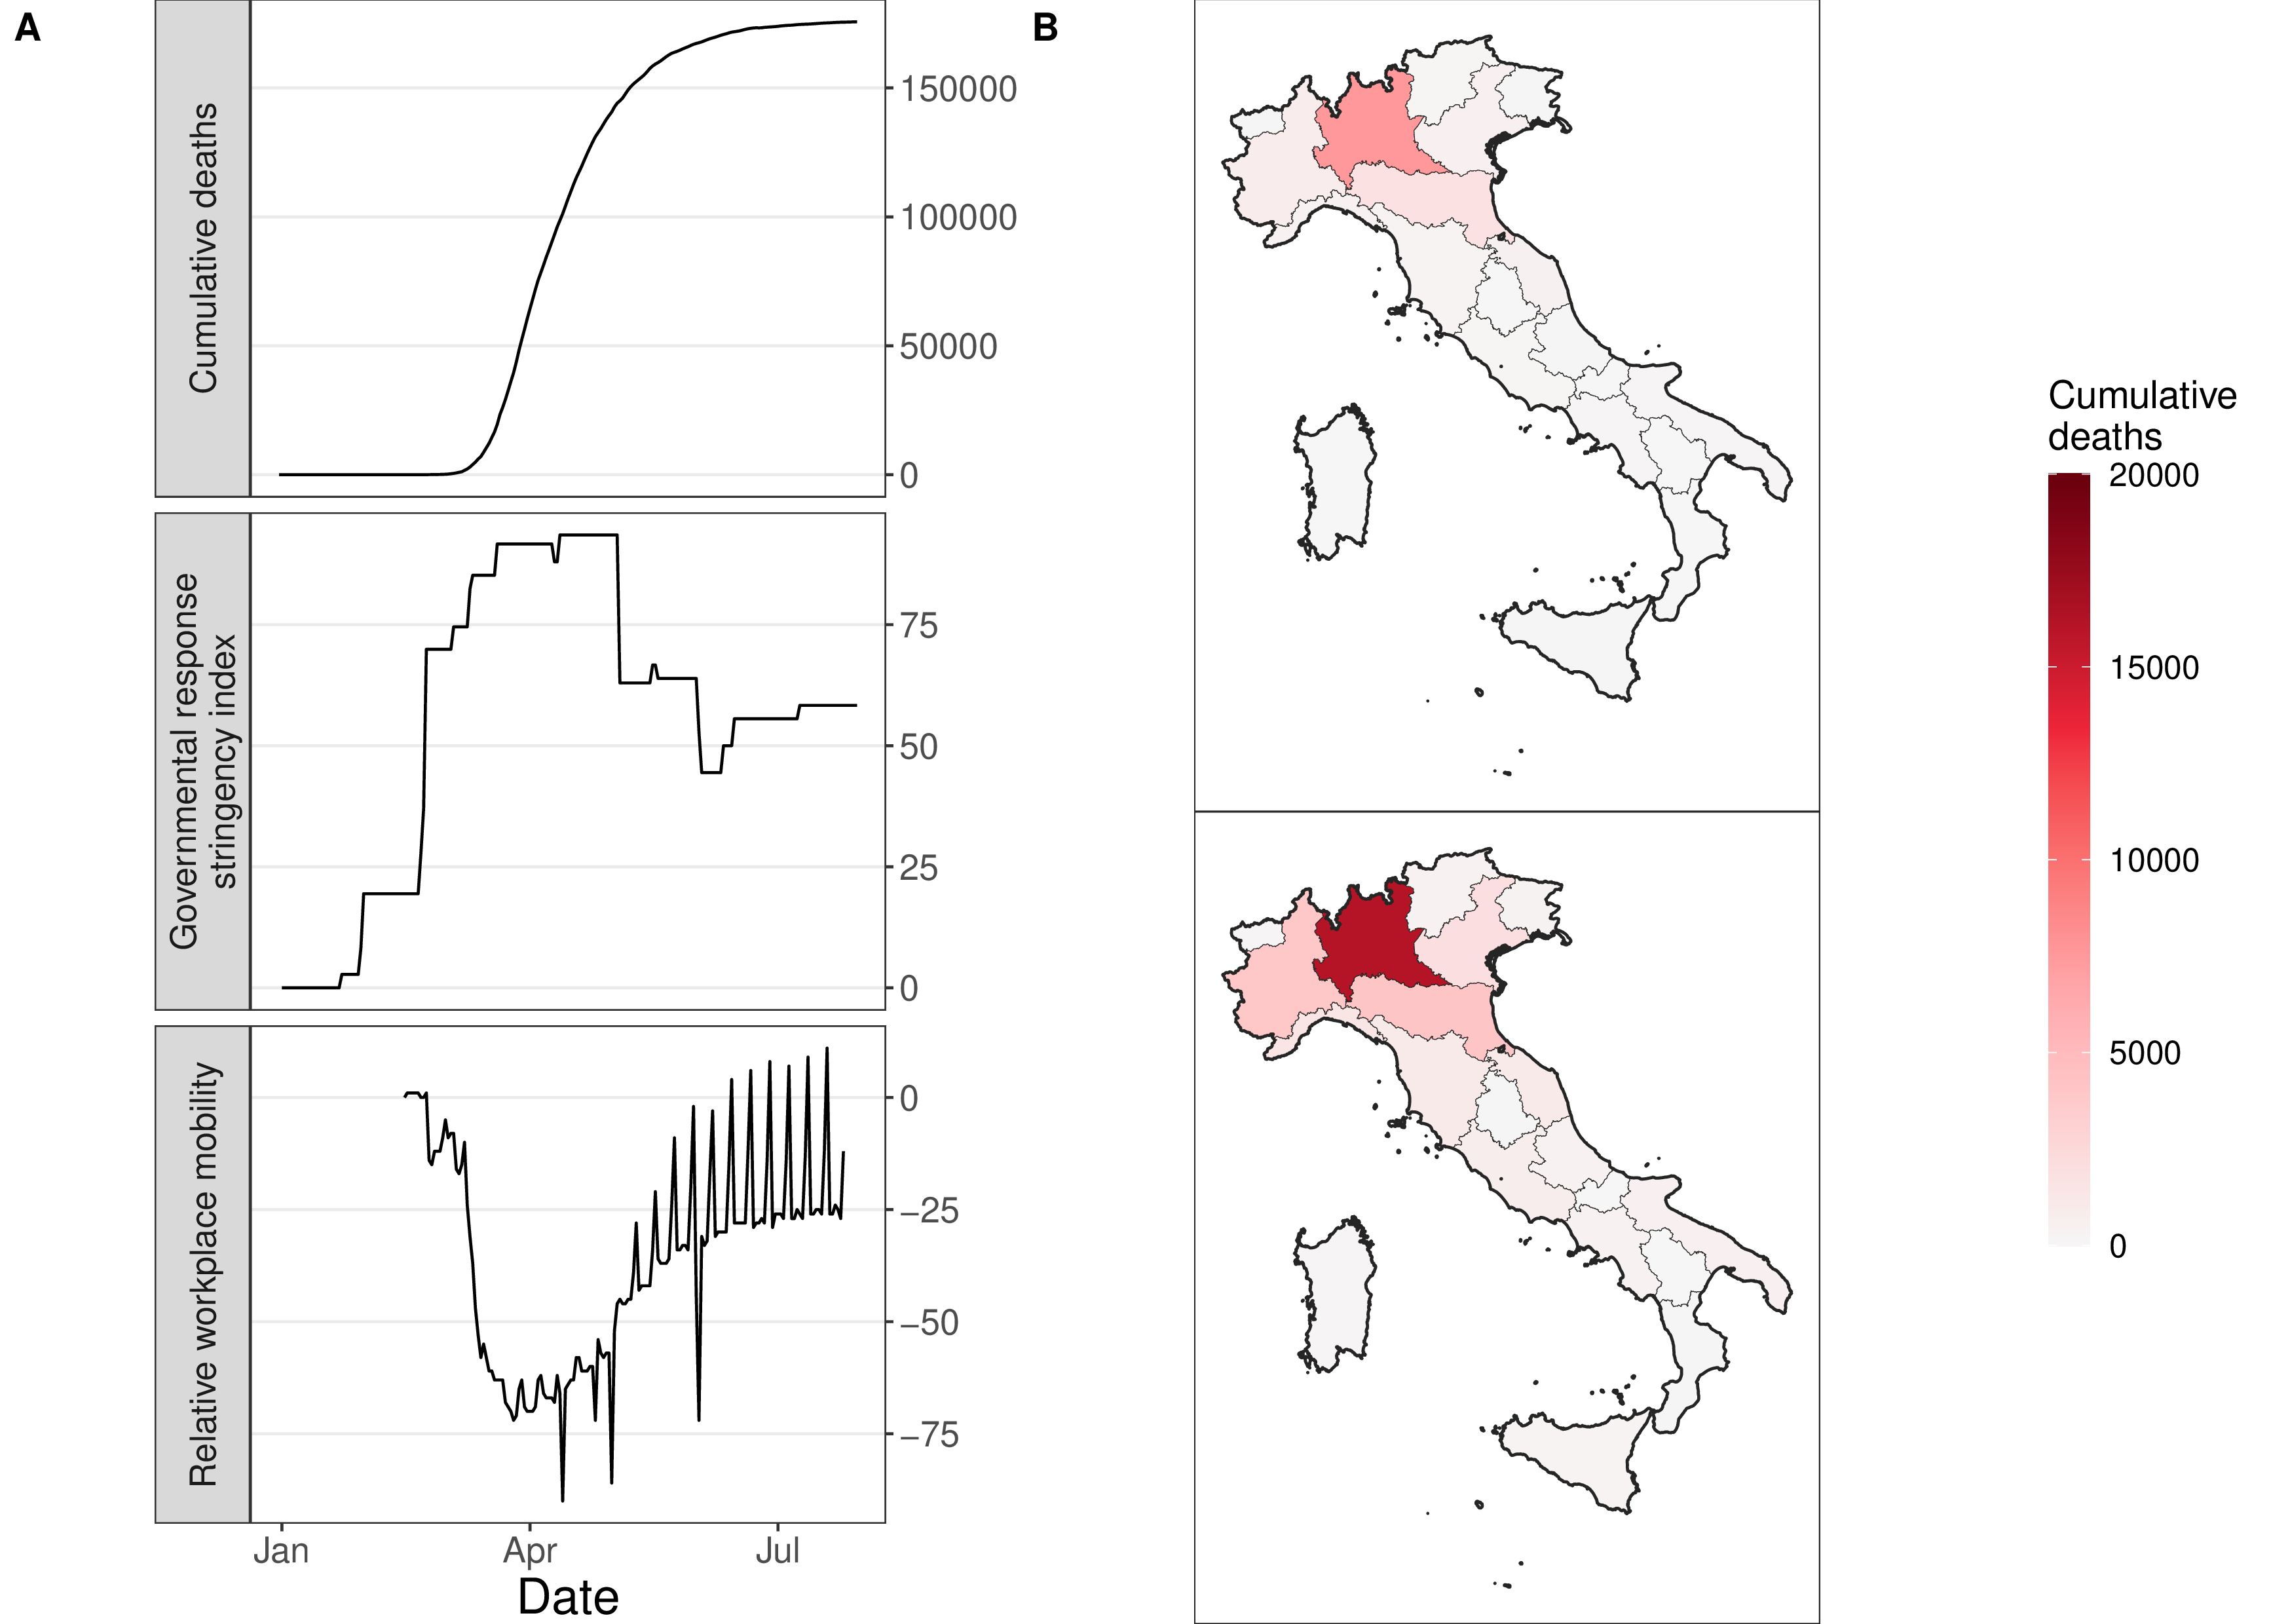 A
Cumulative deaths
150000
100000
50000
0
Governmental response
stringency index
75
50
25
0
Relative workplace mobility
0
−25
−50
−75
Jan
Apr
Jul
Date
B
Cumulative
deaths
20000
15000
10000
5000
0